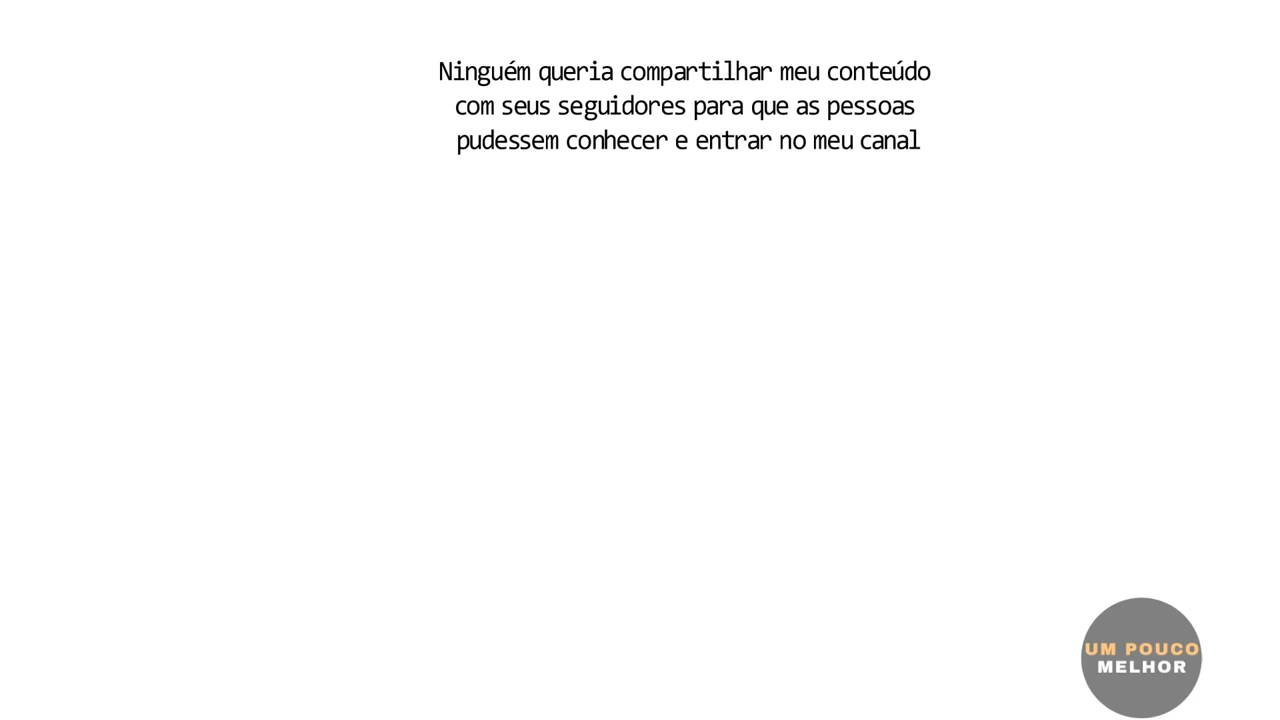 Ninguém queria compartilhar meu conteúdo
com seus seguidores para que as pessoas
pudessem conhecer e entrar no meu canal
UM POUCO
MELHOR